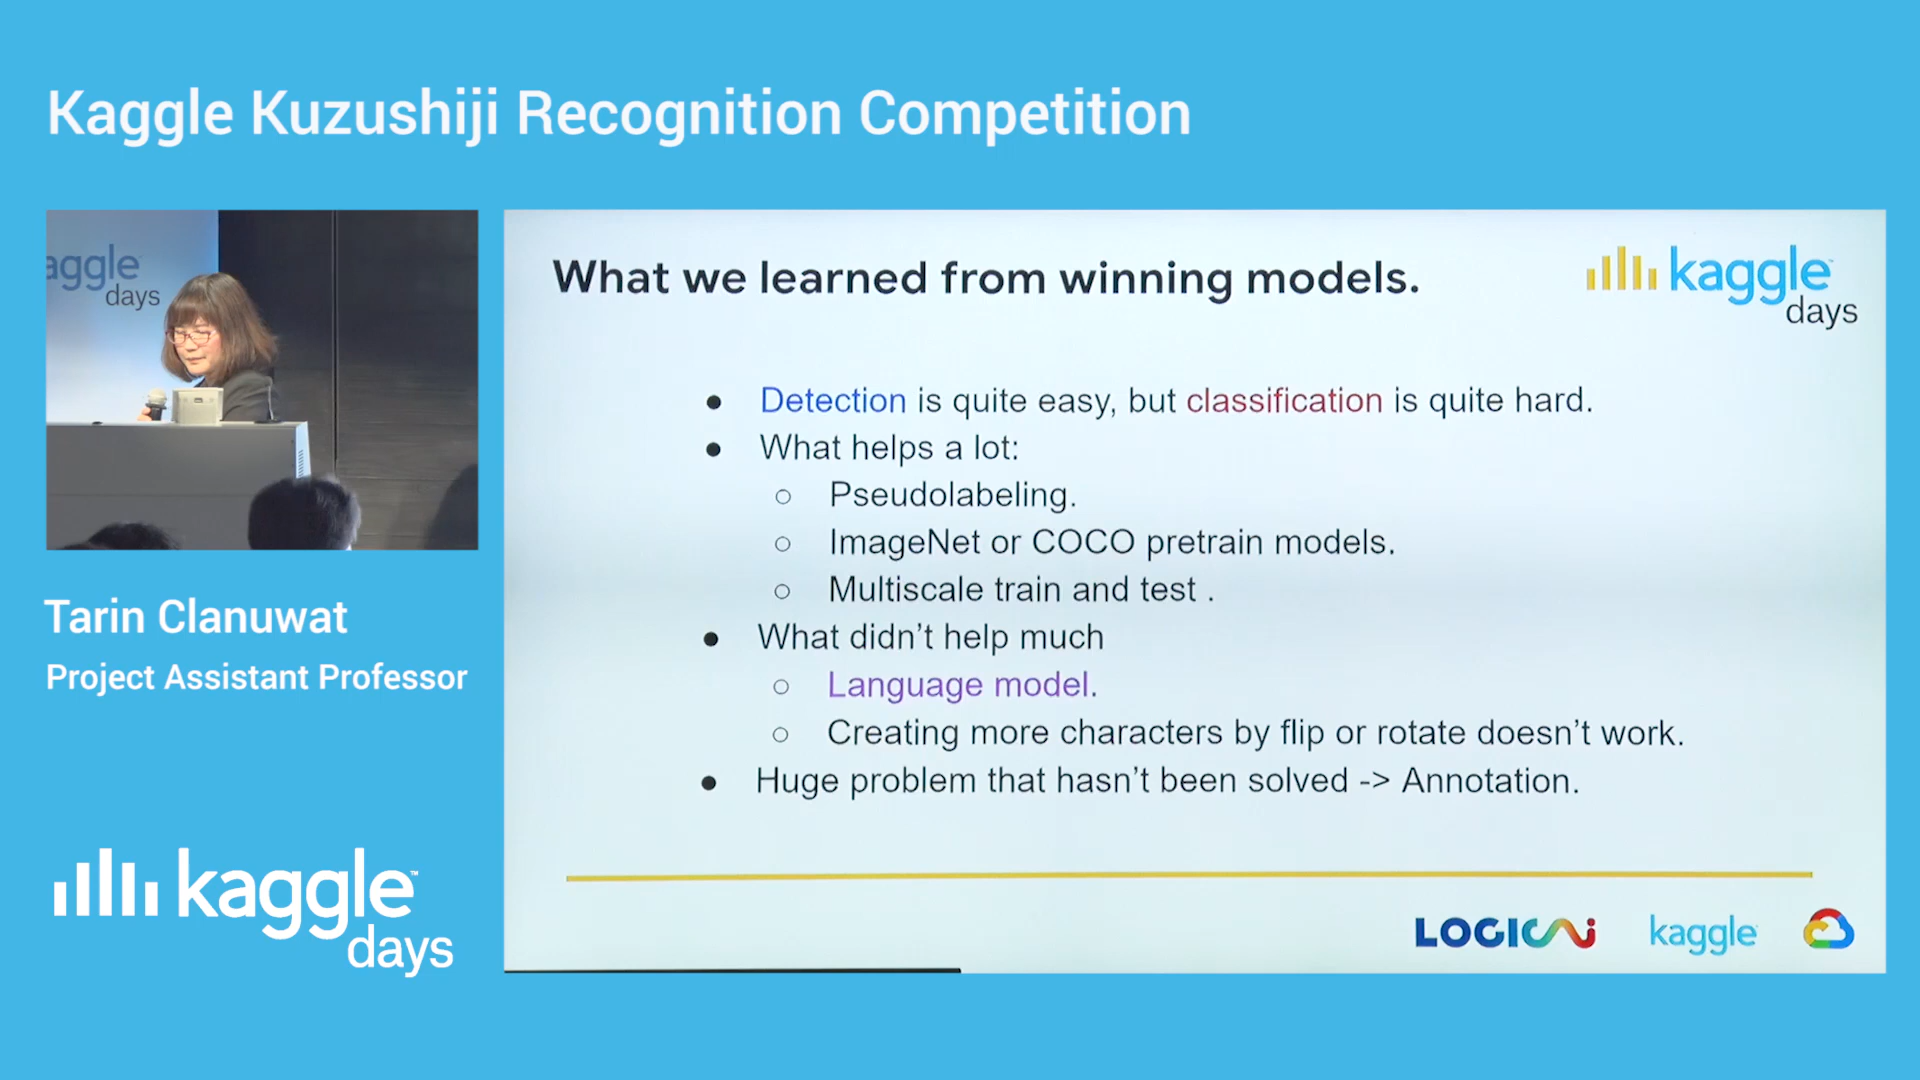 Kaggle Kuzushiji Recognition Competition
aggle
days
Tarin Clanuwat
Project Assistant Professor
kaggle
days
What we learned from winning models.
kaggle
days
● Detection is quite easy, but classification is quite hard.
● What helps a lot:
○ Pseudolabeling.
○ ImageNet or COCO pretrain models.
○ Multiscale train and test .
● What didn’t help much
○ Language model.
○ Creating more characters by flip or rotate doesn’t work.
● Huge problem that hasn’t been solved -> Annotation.
LOGICAI
kaggle